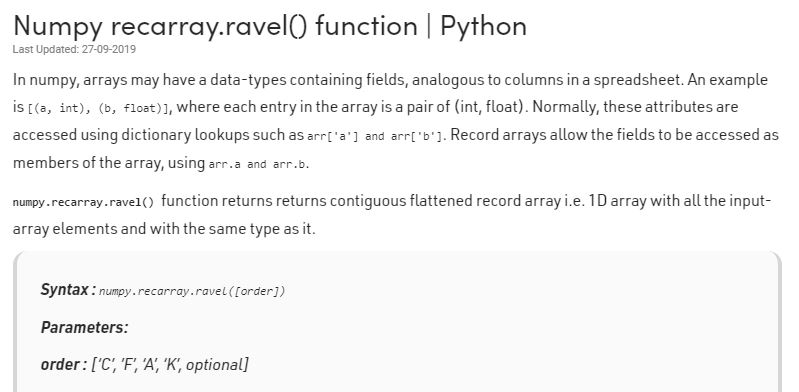 Numpy recarray.ravel() function | Python
Last Updated: 27-09-2019
In numpy, arrays may have a data-types containing fields, analogous to columns in a spreadsheet. An example
is [(a, int), (b, float)], where each entry in the array is a pair of (int, float). Normally, these attributes are
accessed using dictionary lookups such as arr['a'] and arr['b']. Record arrays allow the fields to be accessed as
members of the array, using arr.a and arr.b.
numpy.recarray.ravel() function returns returns contiguous flattened record array i.e. 1D array with all the input-
array elements and with the same type as it.
Syntax : numpy.recarray.ravel([order])
Parameters:
order : [‘C’, ‘F’, ‘A’, ‘K’, optional]